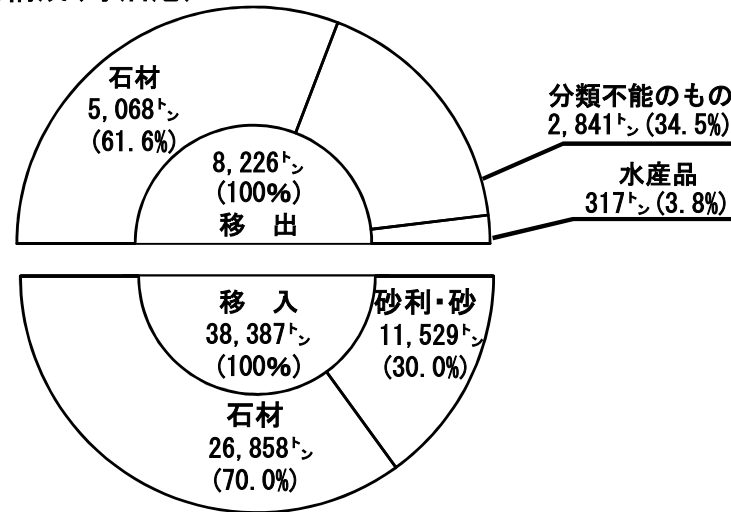 石材
5,068トン
(61.6%)
8,226トン
(100%)
移 出
分類不能のもの
2,841トン(34.5%)
水産品
317トン(3.8%)
移 入
38,387トン
(100%)
砂利・砂
11,529トン
(30.0%)
石材
26,858トン
(70.0%)